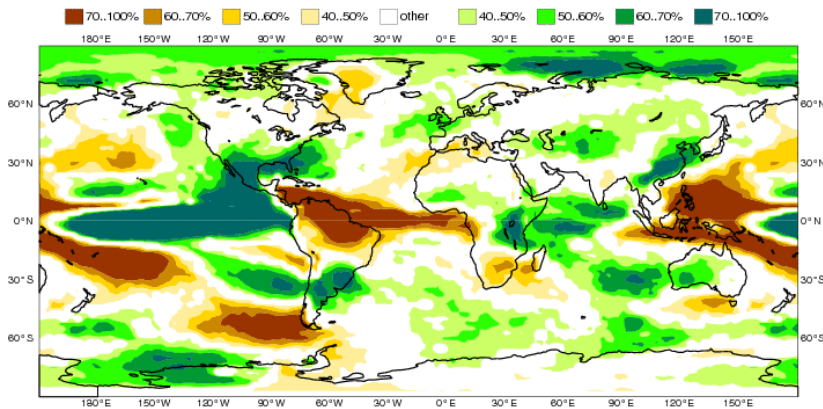 70..100% 60..70% 50..60% 40..50% other 40..50% 50..60% 60..70% 70..100%
180°E 150°W 120°W 90°W 60°W 30°W 0°E 30°E 60°E 90°E 120°E 150°E
60°N 60°N
30°N 30°N
0°N 0°N
30°S 30°S
60°S 60°S
180°E 150°W 120°W 90°W 60°W 30°W 0°E 30°E 60°E 90°E 120°E 150°E